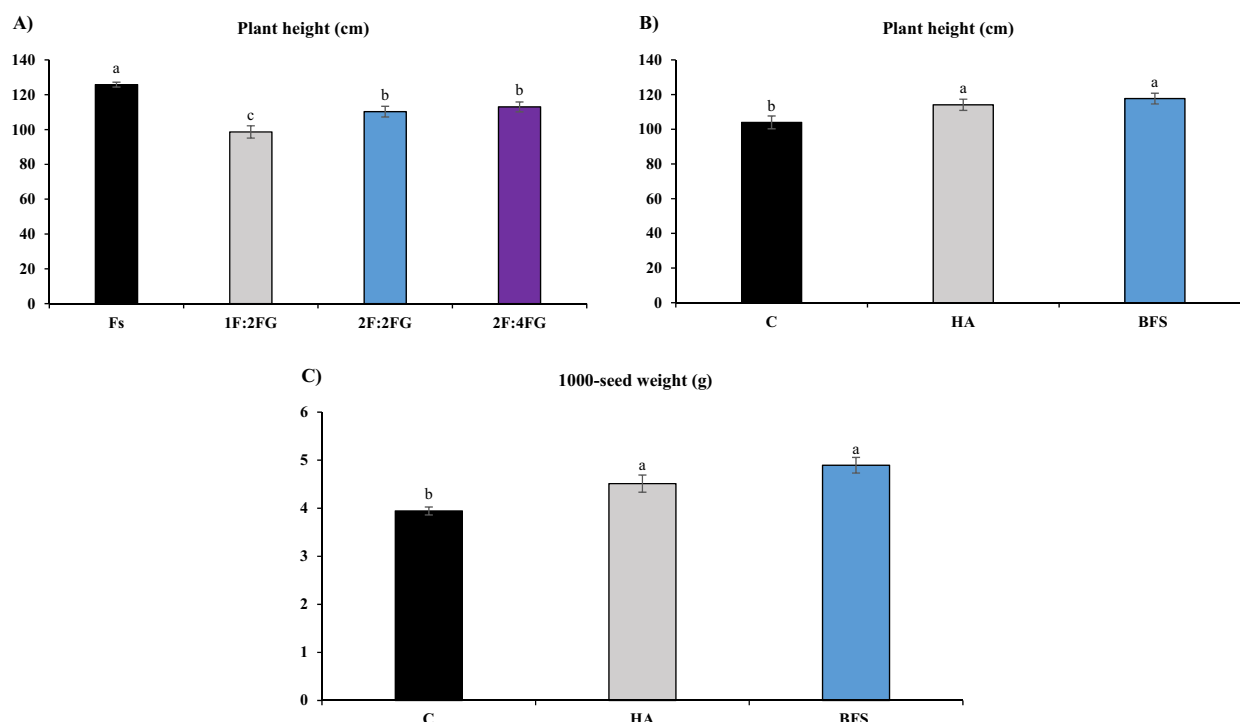 A)
Plant height (cm)
140
120
100
80
60
40
20
0
a
c
b
b
Fs 1F:2FG 2F:2FG 2F:4FG
B)
Plant height (cm)
140
120
100
80
60
40
20
0
b
a
a
C HA BFS
C)
1000-seed weight (g)
6
5
4
3
2
1
0
b
a
a
C HA BFS